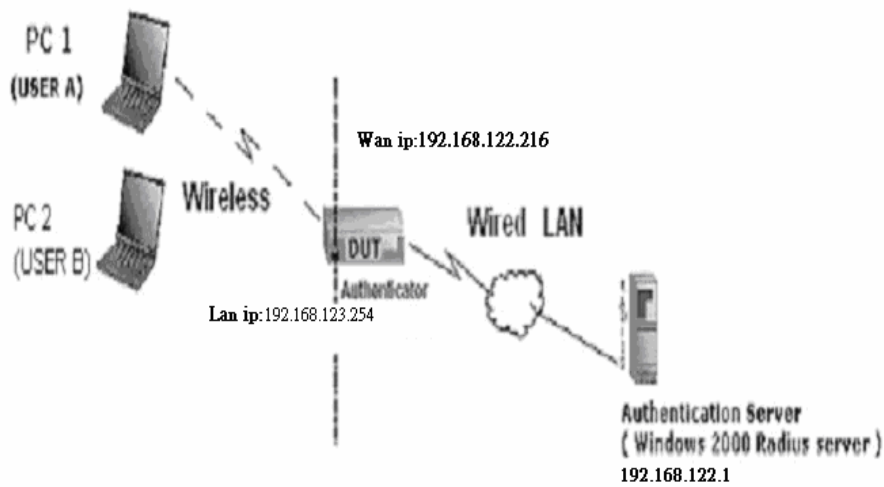 PC 1
(USER A)
Wan ip:192.168.122.216
Wireless
PC 2
(USER B)
Wired LAN
DUT
Authenticator
Lan ip:192.168.123.254
Authentication Server
( Windows 2000 Radius server )
192.168.122.1